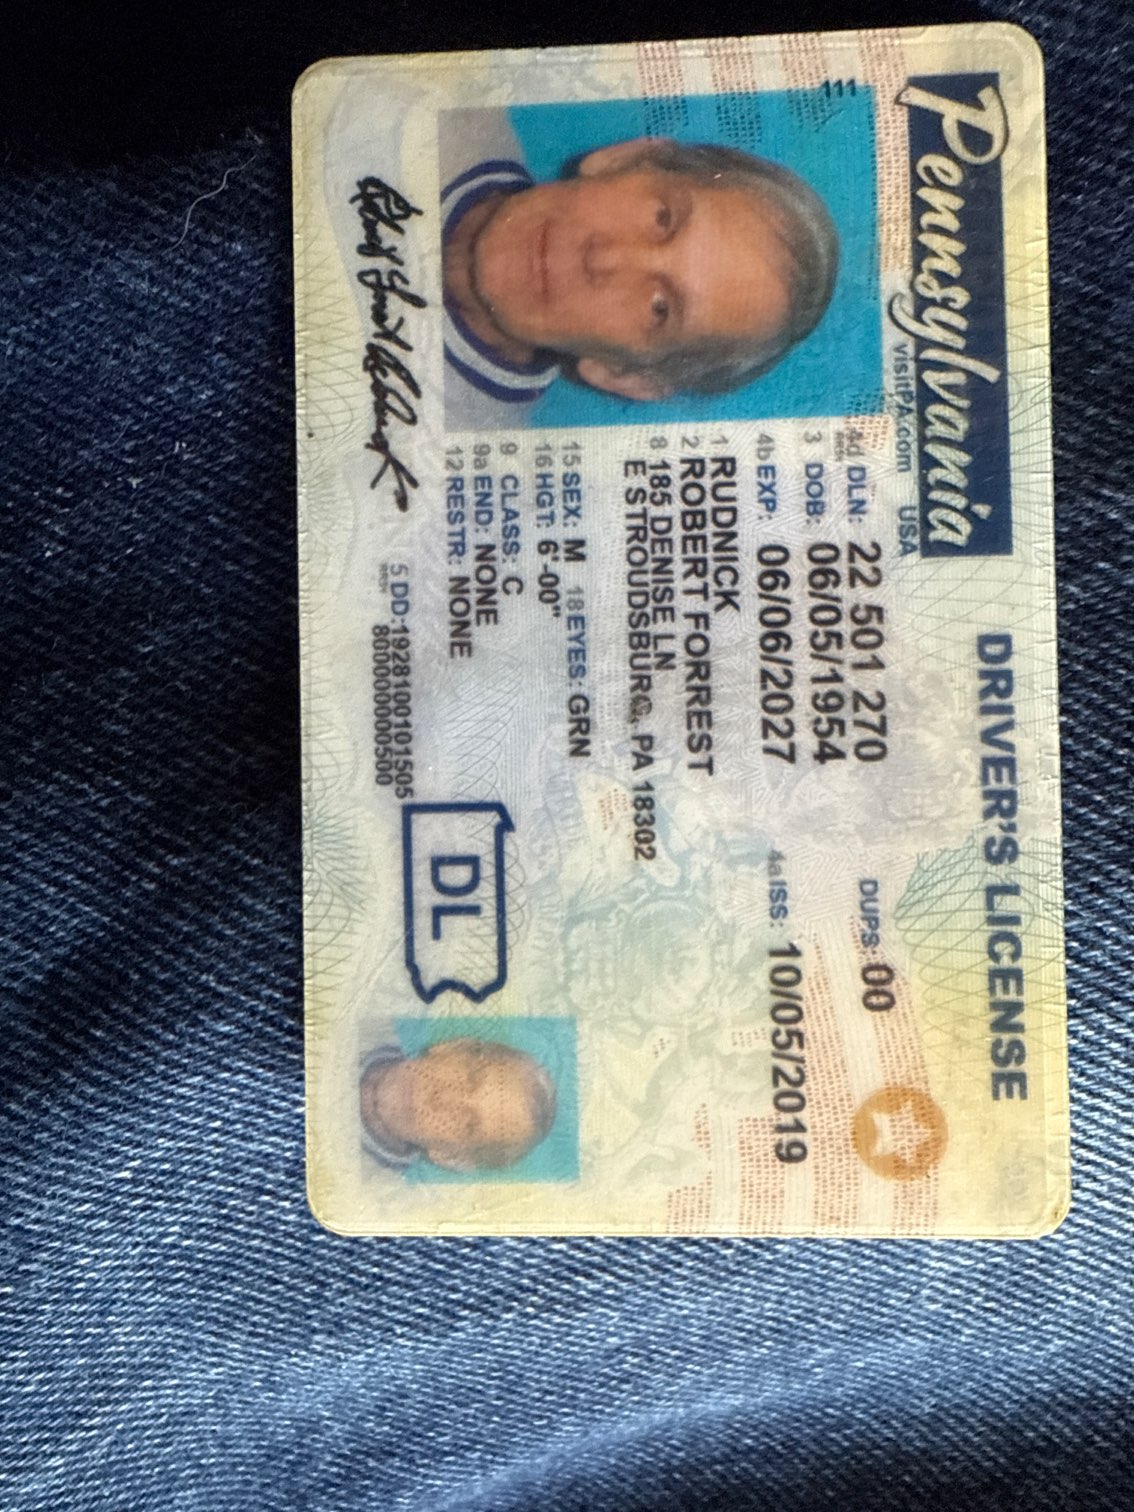 Pennsylvania
visitPA.com USA
DRIVER'S LICENSE
4d DLN: 22 501 270
DUPS: 00
3 DOB: 06/05/1954
4b EXP: 06/06/2027
4a ISS: 10/05/2019
1 RUDNICK
2 ROBERT FORREST
8 185 DENISE LN
E STROUDSBURG, PA 18302
15 SEX: M 18 EYES: GRN
16 HGT: 6'-00"
9 CLASS: C
9a END: NONE
12 RESTR: NONE
5 DD: 1928100101505
8000000000500
DL
111